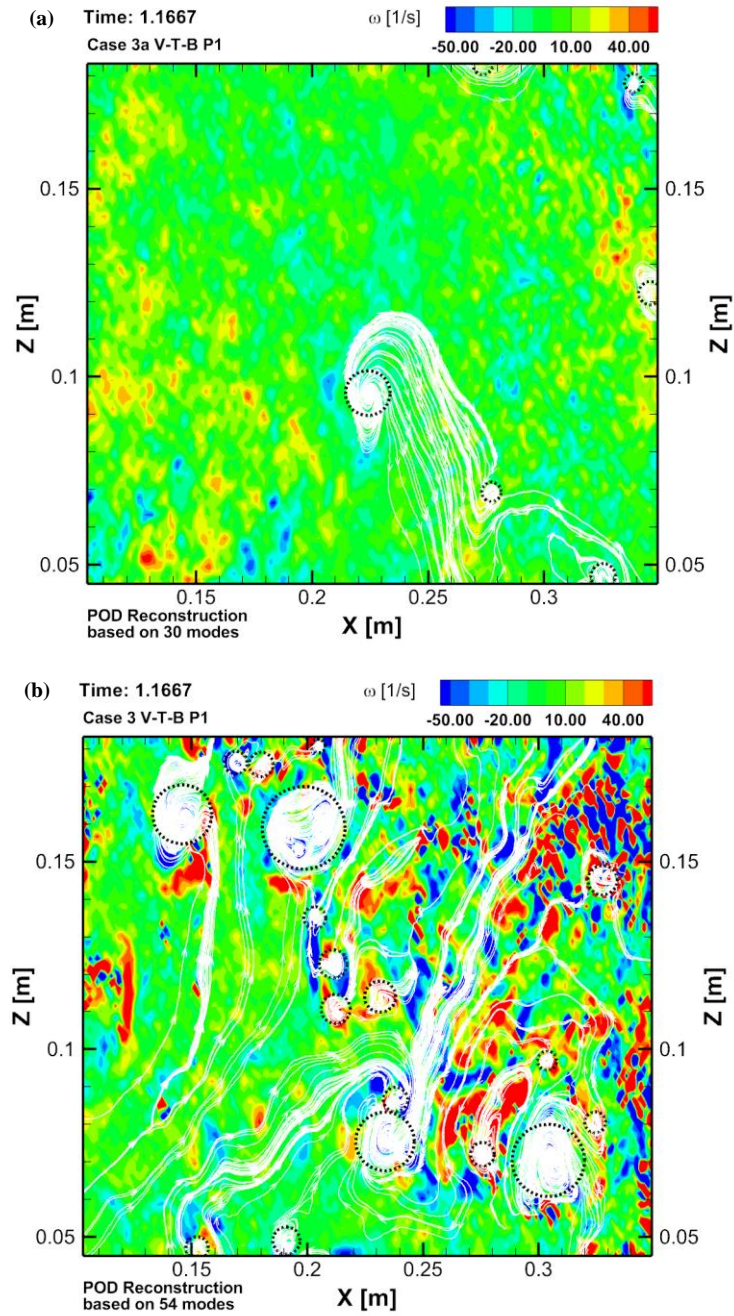 (a) Time: 1.1667 ω [1/s]
Case 3a V-T-B P1 -50.00 -20.00 10.00 40.00
0.15 0.15
Z [m] Z [m]
0.1 0.1
0.05 0.05
0.15 0.2 0.25 0.3
POD Reconstruction
based on 30 modes X [m]
(b) Time: 1.1667 ω [1/s]
Case 3 V-T-B P1 -50.00 -20.00 10.00 40.00
0.15 0.15
Z [m] Z [m]
0.1 0.1
0.05 0.05
0.15 0.2 0.25 0.3
POD Reconstruction
based on 54 modes X [m]